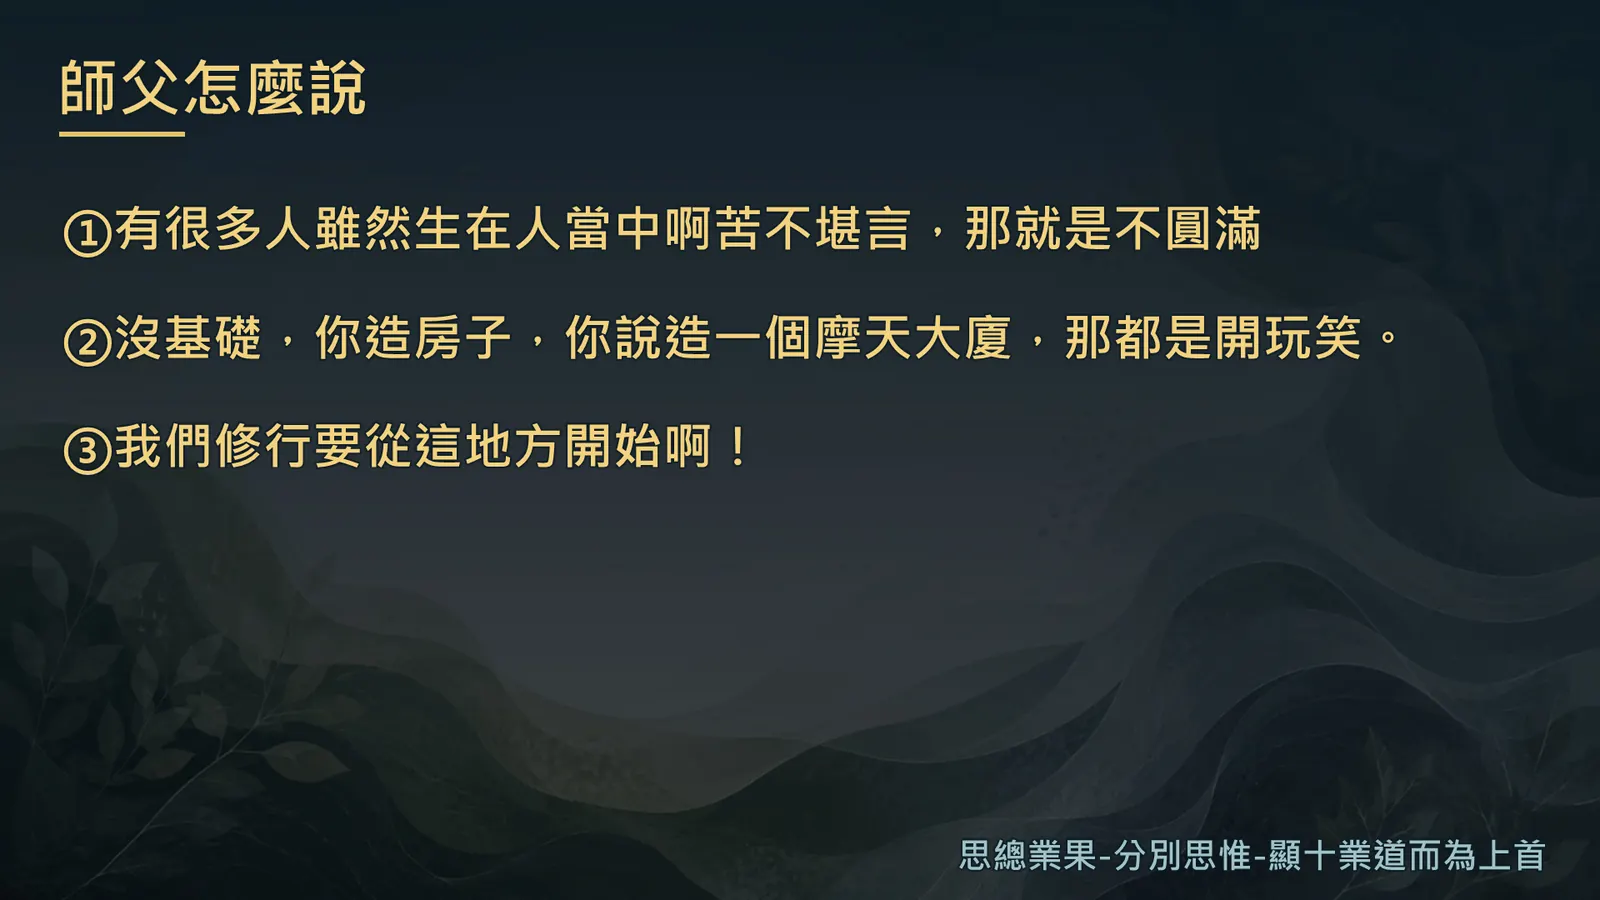 師父怎麼說
①有很多人雖然生在人當中啊苦不堪言，那就是不圓滿
②沒基礎，你造房子，你說造一個摩天大廈，那都是開玩笑。
③我們修行要從這地方開始啊！
思總業果-分別思惟-顯十業道而為上首